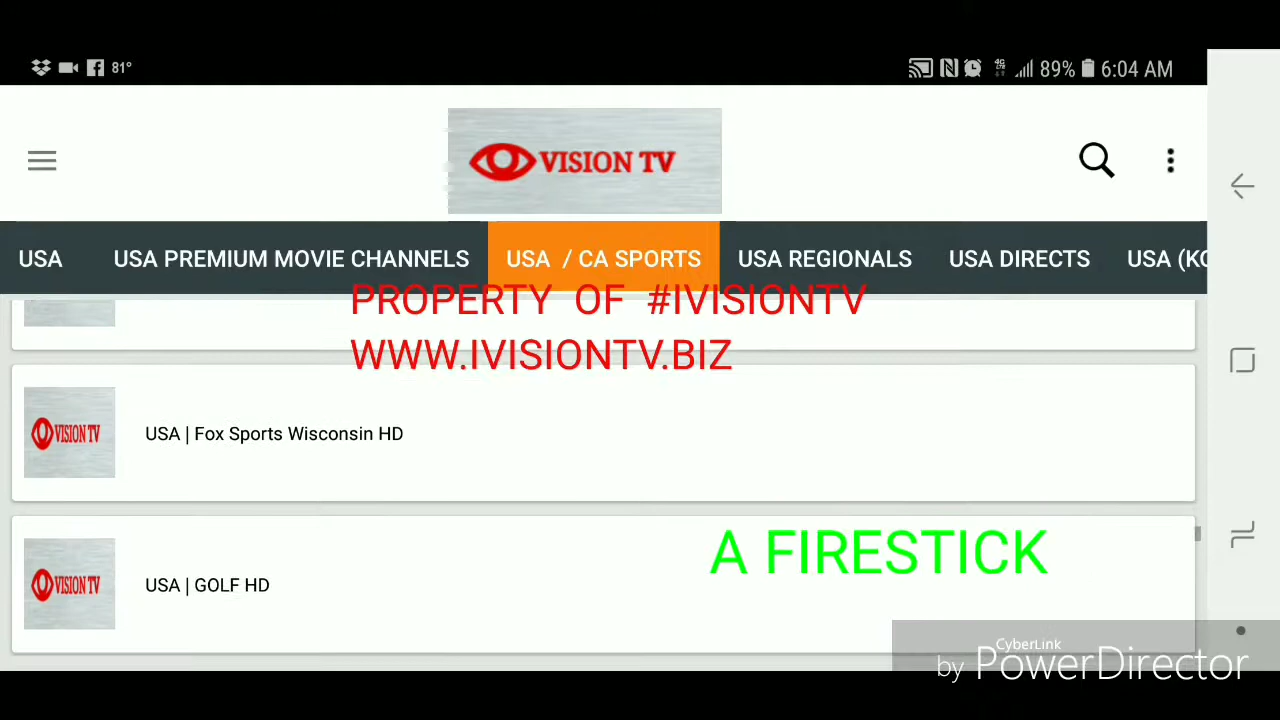 81°
89% 6:04 AM
VISION TV
USA USA PREMIUM MOVIE CHANNELS USA / CA SPORTS USA REGIONALS USA DIRECTS USA (KO
PROPERTY OF #IVISIONTV
WWW.IVISIONTV.BIZ
VISION TV
USA | Fox Sports Wisconsin HD
A FIRESTICK
VISION TV
USA | GOLF HD
CyberLink
by PowerDirector